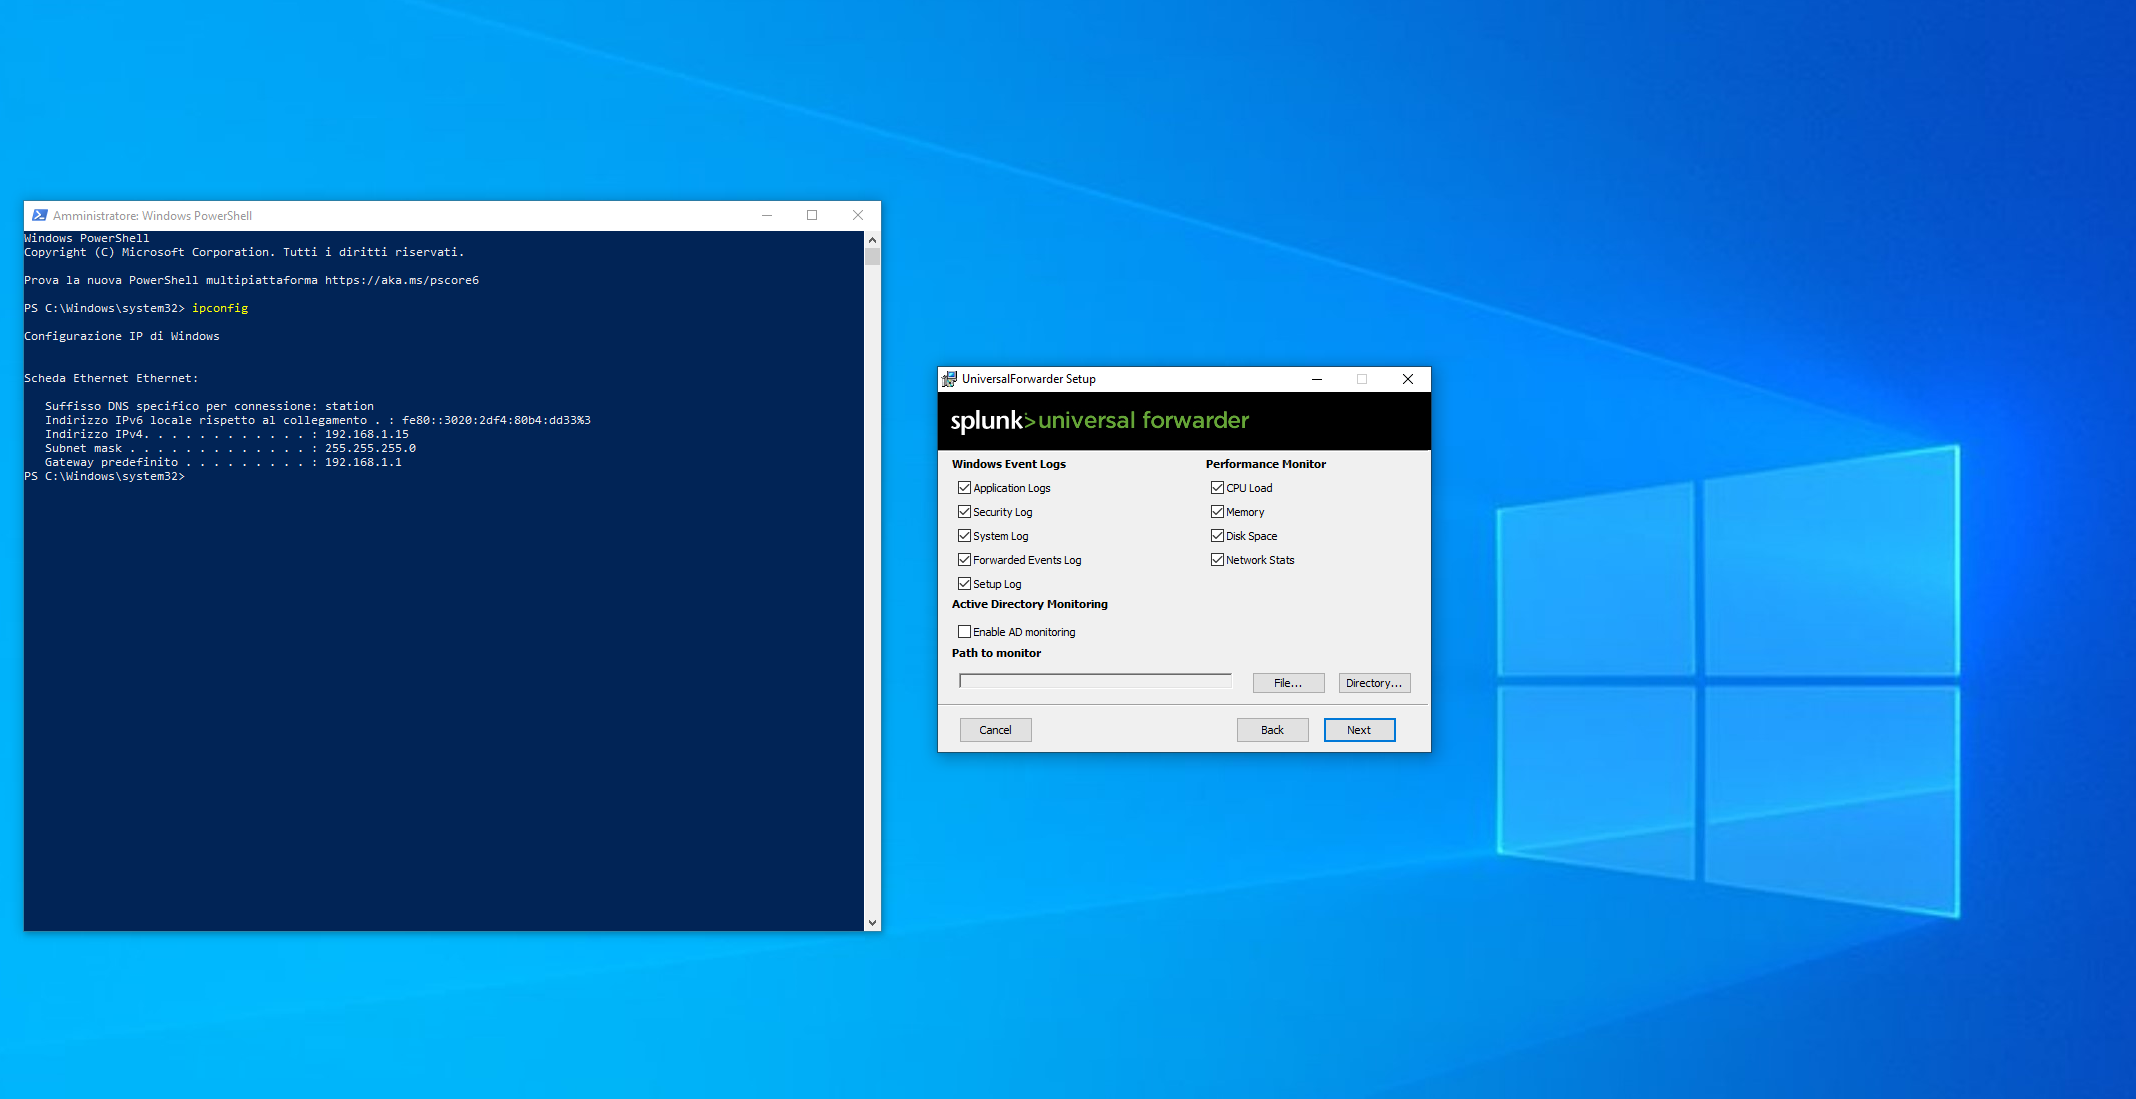 Amministratore: Windows PowerShell
Windows PowerShell
Copyright (C) Microsoft Corporation. Tutti i diritti riservati.
Prova la nuova PowerShell multipiattaforma https://aka.ms/pscore6
PS C:\Windows\system32> ipconfig
Configurazione IP di Windows
Scheda Ethernet Ethernet:
Suffisso DNS specifico per connessione: station
Indirizzo IPv6 locale rispetto al collegamento . : fe80::3020:2df4:80b4:dd33%3
Indirizzo IPv4. . . . . . . . . . . . : 192.168.1.15
Subnet mask . . . . . . . . . . . . . : 255.255.255.0
Gateway predefinito . . . . . . . . . : 192.168.1.1
PS C:\Windows\system32>
UniversalForwarder Setup
splunk>universal forwarder
Windows Event Logs
Application Logs
Security Log
System Log
Forwarded Events Log
Setup Log
Performance Monitor
CPU Load
Memory
Disk Space
Network Stats
Active Directory Monitoring
Enable AD monitoring
Path to monitor
File...
Directory...
Cancel
Back
Next